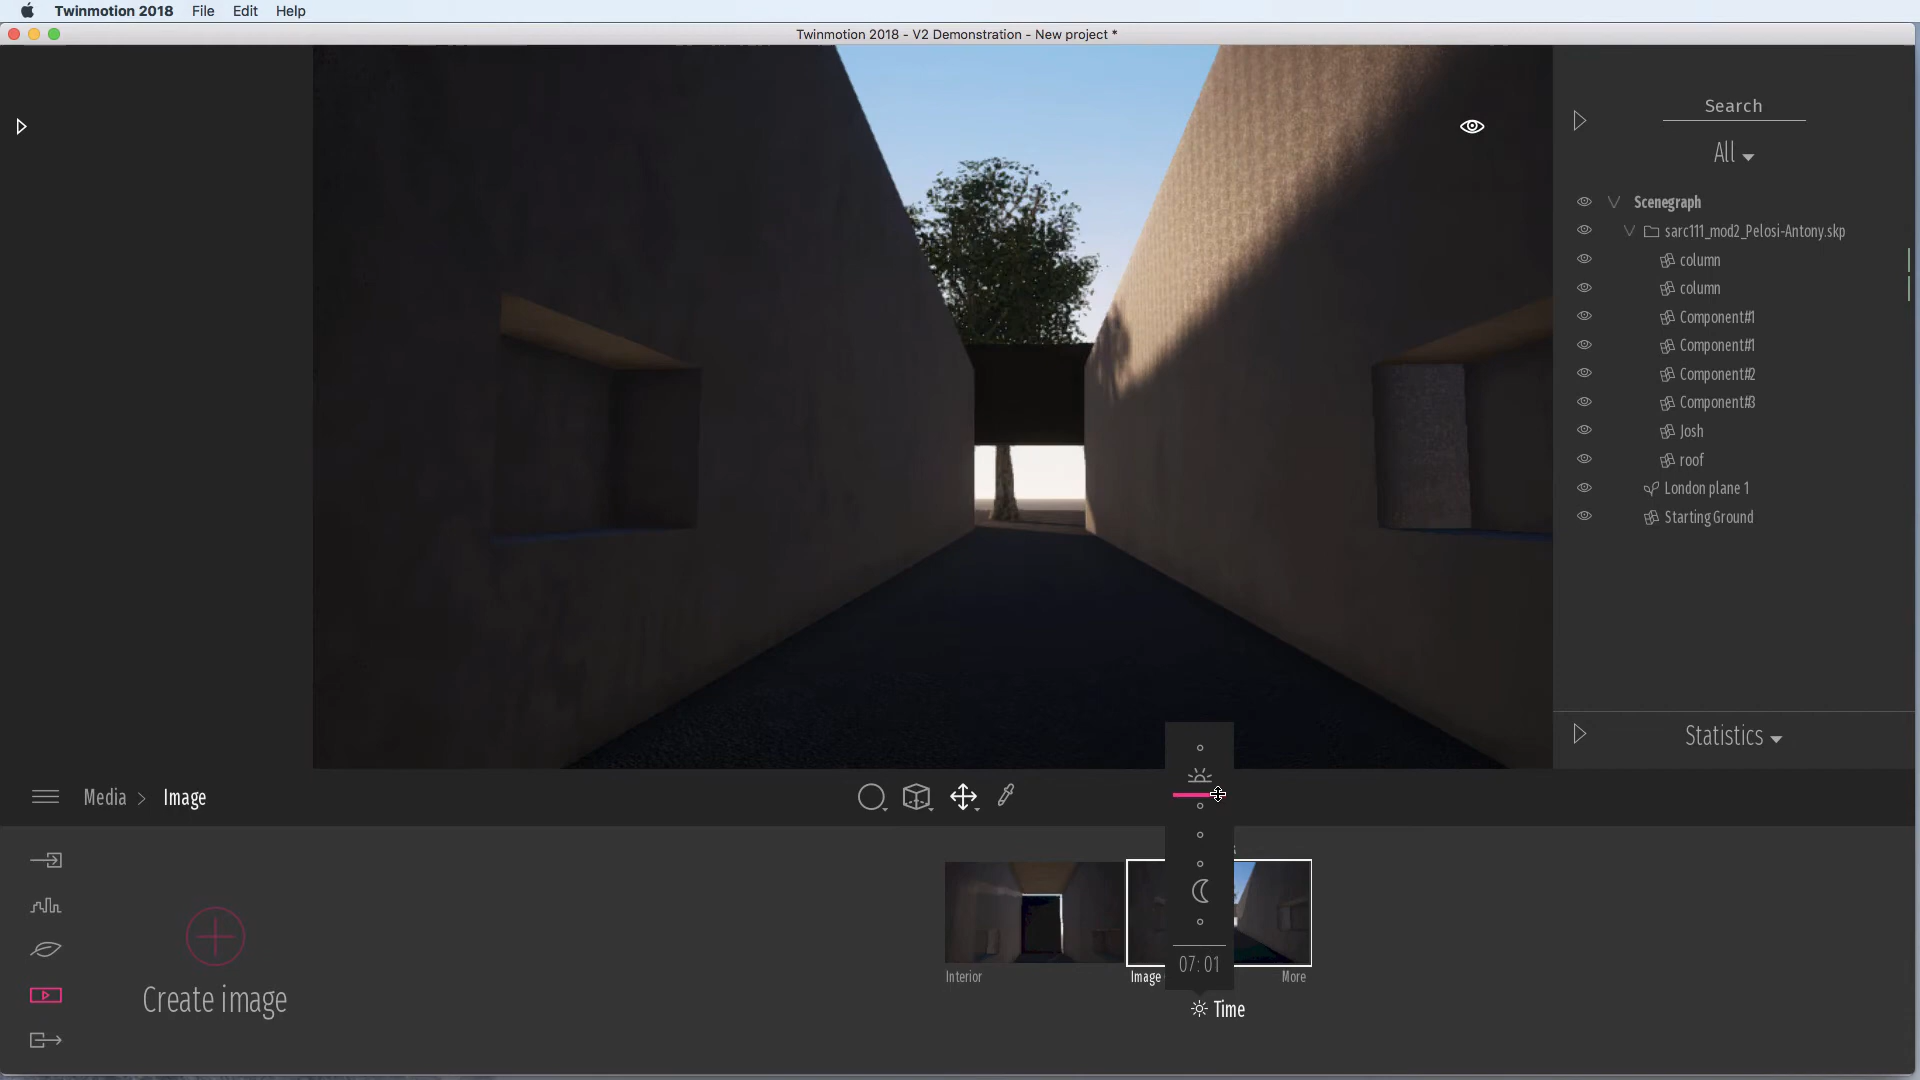 Twinmotion 2018 File Edit Help
Twinmotion 2018 - V2 Demonstration - New project *
Search
All
Scenegraph
sarc111_mod2_Pelosi-Antony.skp
column
column
Component#1
Component#1
Component#2
Component#3
Josh
roof
London plane 1
Starting Ground
Statistics
Media > Image
Create image
Interior
Image
More
07: 01
Time